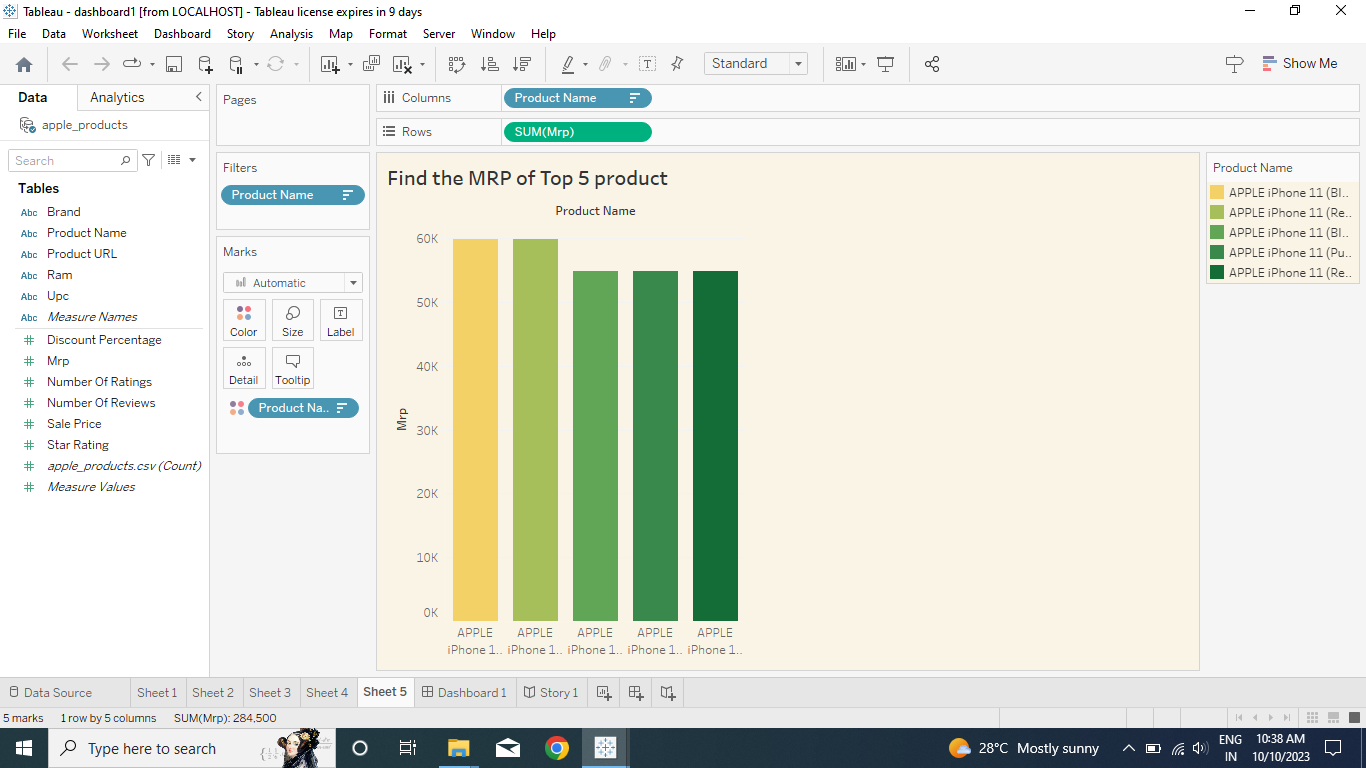 Tableau - dashboard1 [from LOCALHOST] - Tableau license expires in 9 days
File Data Worksheet Dashboard Story Analysis Map Format Server Window Help
Standard
Show Me
Data Analytics
apple_products
Search
Tables
Abc Brand
Abc Product Name
Abc Product URL
Abc Ram
Abc Upc
Abc Measure Names
Discount Percentage
Mrp
Number Of Ratings
Number Of Reviews
Sale Price
Star Rating
apple_products.csv (Count)
Measure Values
Pages
Filters
Product Name
Marks
Automatic
Color Size Label
Detail Tooltip
Product Na..
Columns Product Name
Rows SUM(Mrp)
Find the MRP of Top 5 product
Product Name
60K
50K
40K
30K
20K
10K
0K
Mrp
APPLE iPhone 1..
APPLE iPhone 1..
APPLE iPhone 1..
APPLE iPhone 1..
APPLE iPhone 1..
Product Name
APPLE iPhone 11 (Bl..
APPLE iPhone 11 (Re..
APPLE iPhone 11 (Bl..
APPLE iPhone 11 (Pu..
APPLE iPhone 11 (Re..
Data Source Sheet 1 Sheet 2 Sheet 3 Sheet 4 Sheet 5 Dashboard 1 Story 1
5 marks 1 row by 5 columns SUM(Mrp): 284,500
Type here to search
28°C Mostly sunny
ENG
IN
10:38 AM
10/10/2023